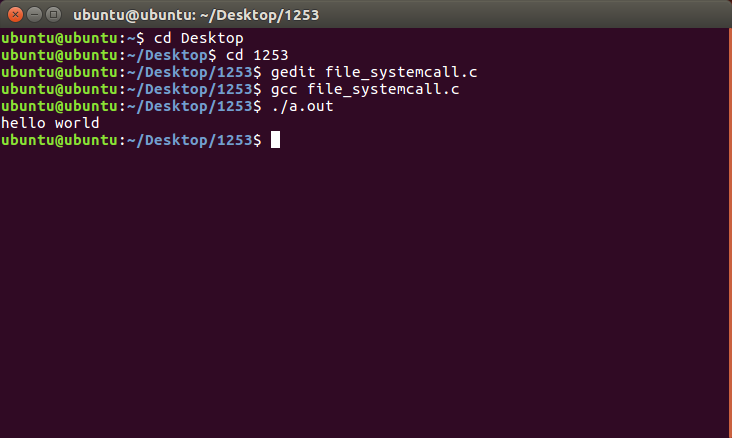 ubuntu@ubuntu: ~/Desktop/1253
ubuntu@ubuntu:~$ cd Desktop
ubuntu@ubuntu:~/Desktop$ cd 1253
ubuntu@ubuntu:~/Desktop/1253$ gedit file_systemcall.c
ubuntu@ubuntu:~/Desktop/1253$ gcc file_systemcall.c
ubuntu@ubuntu:~/Desktop/1253$ ./a.out
hello world
ubuntu@ubuntu:~/Desktop/1253$